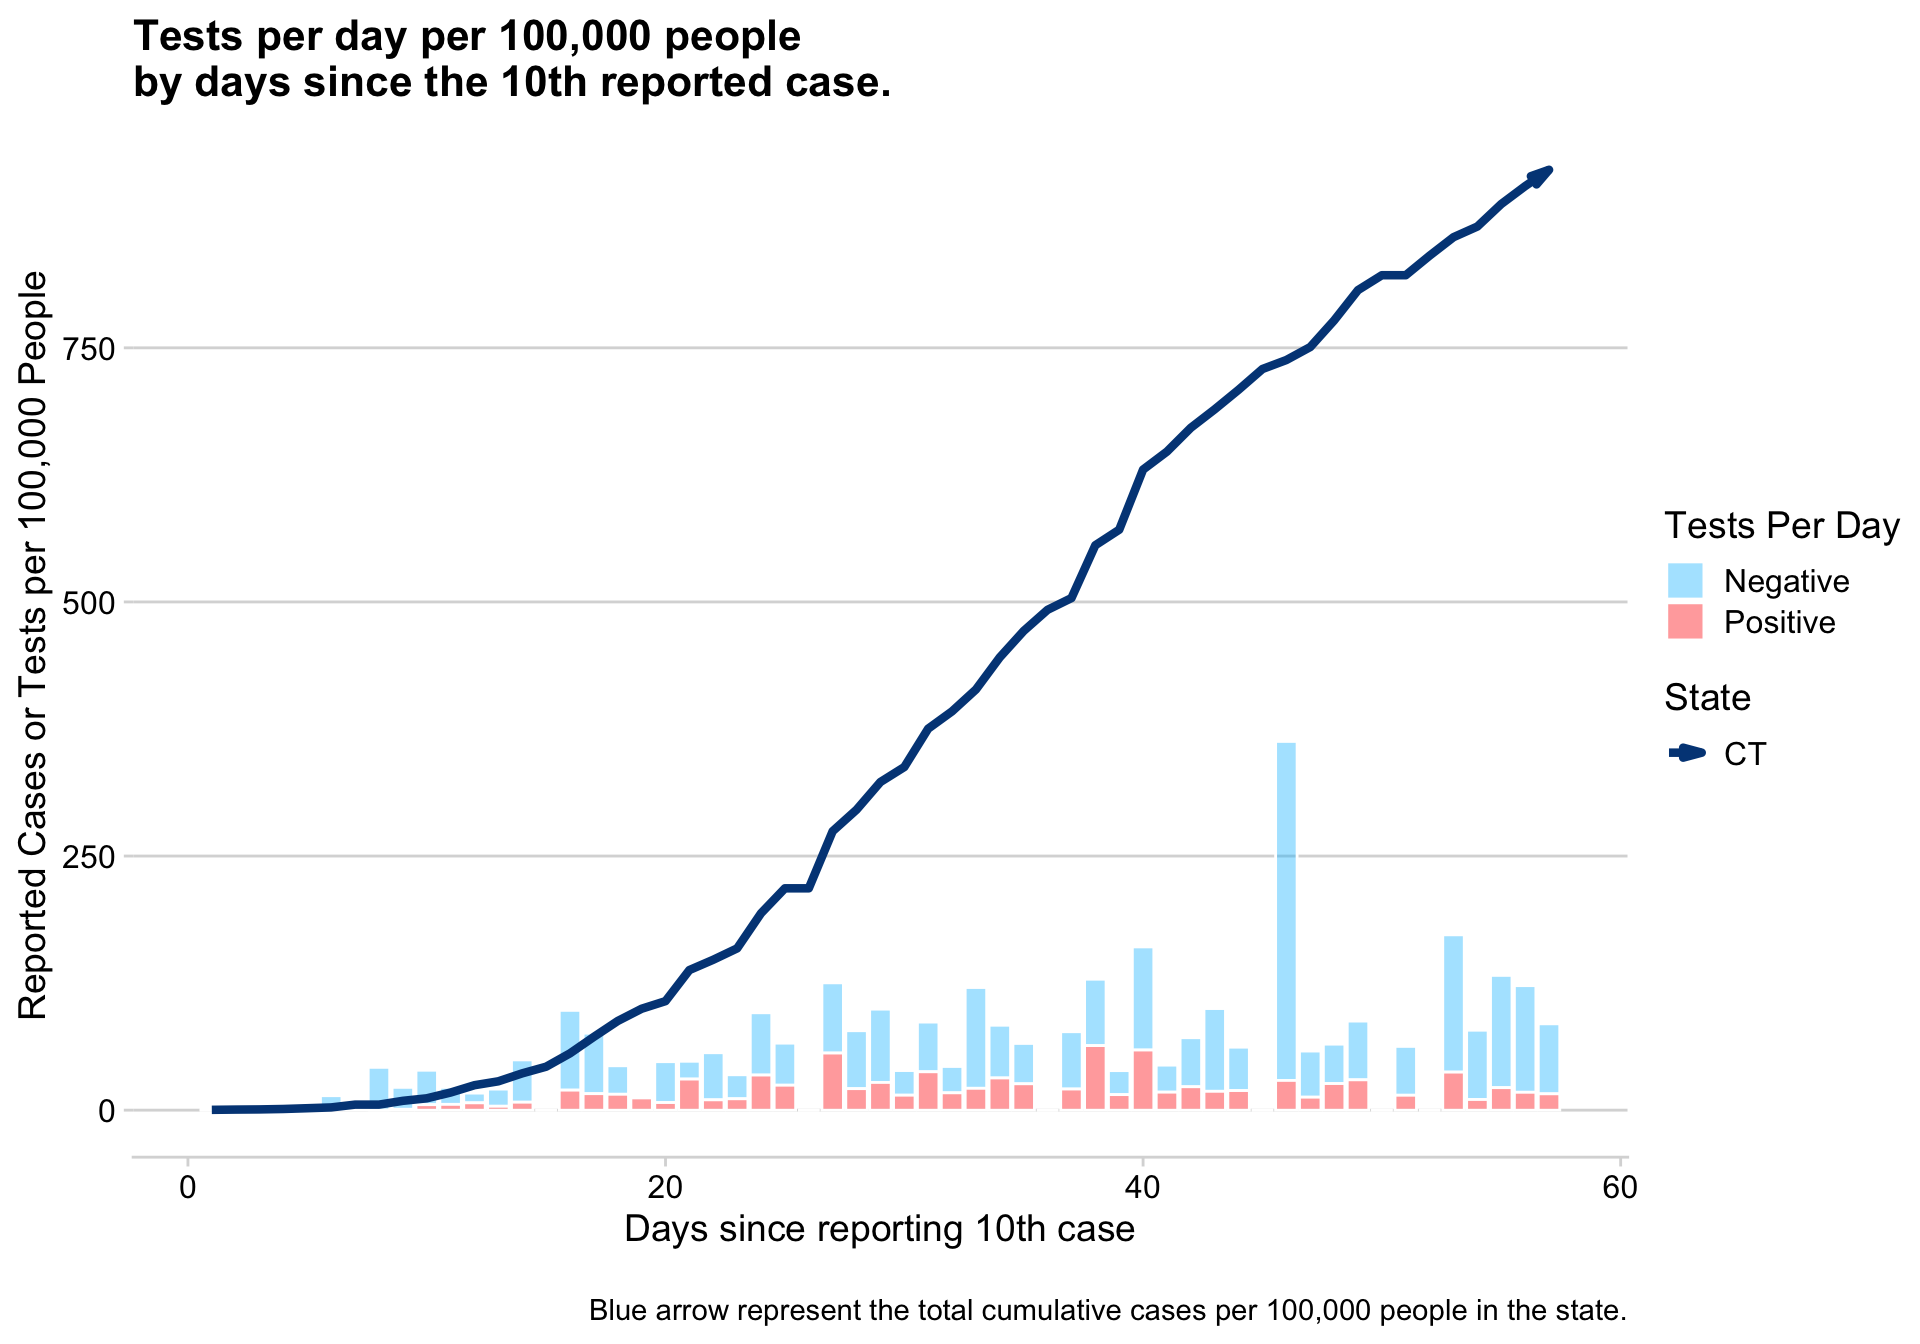 Tests per day per 100,000 people
by days since the 10th reported case.
Reported Cases or Tests per 100,000 People
750
500
250
0
0 20 40 60
Days since reporting 10th case
Tests Per Day
Negative
Positive
State
CT
Blue arrow represent the total cumulative cases per 100,000 people in the state.